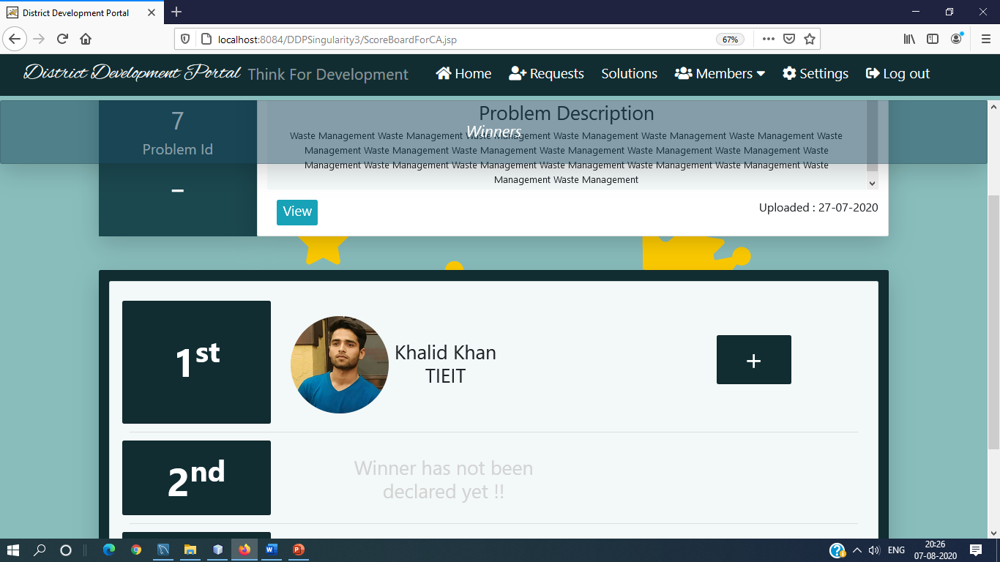 District Development Portal
localhost:8084/DDPSingularity3/ScoreBoardForCA.jsp
67%
District Development Portal Think For Development Home Requests Solutions Members Settings Log out
7
Problem Id
–
Problem Description
Winners
Waste Management Waste Management Waste Management Waste Management Waste Management Waste Management Waste
Management Waste Management Waste Management Waste Management Waste Management Waste Management Waste
Management Waste Management Waste Management Waste Management Waste Management Waste Management Waste
Management Waste Management
View
Uploaded : 27-07-2020
1st
Khalid Khan
TIEIT
+
2nd
Winner has not been
declared yet !!
ENG
20:26
07-08-2020